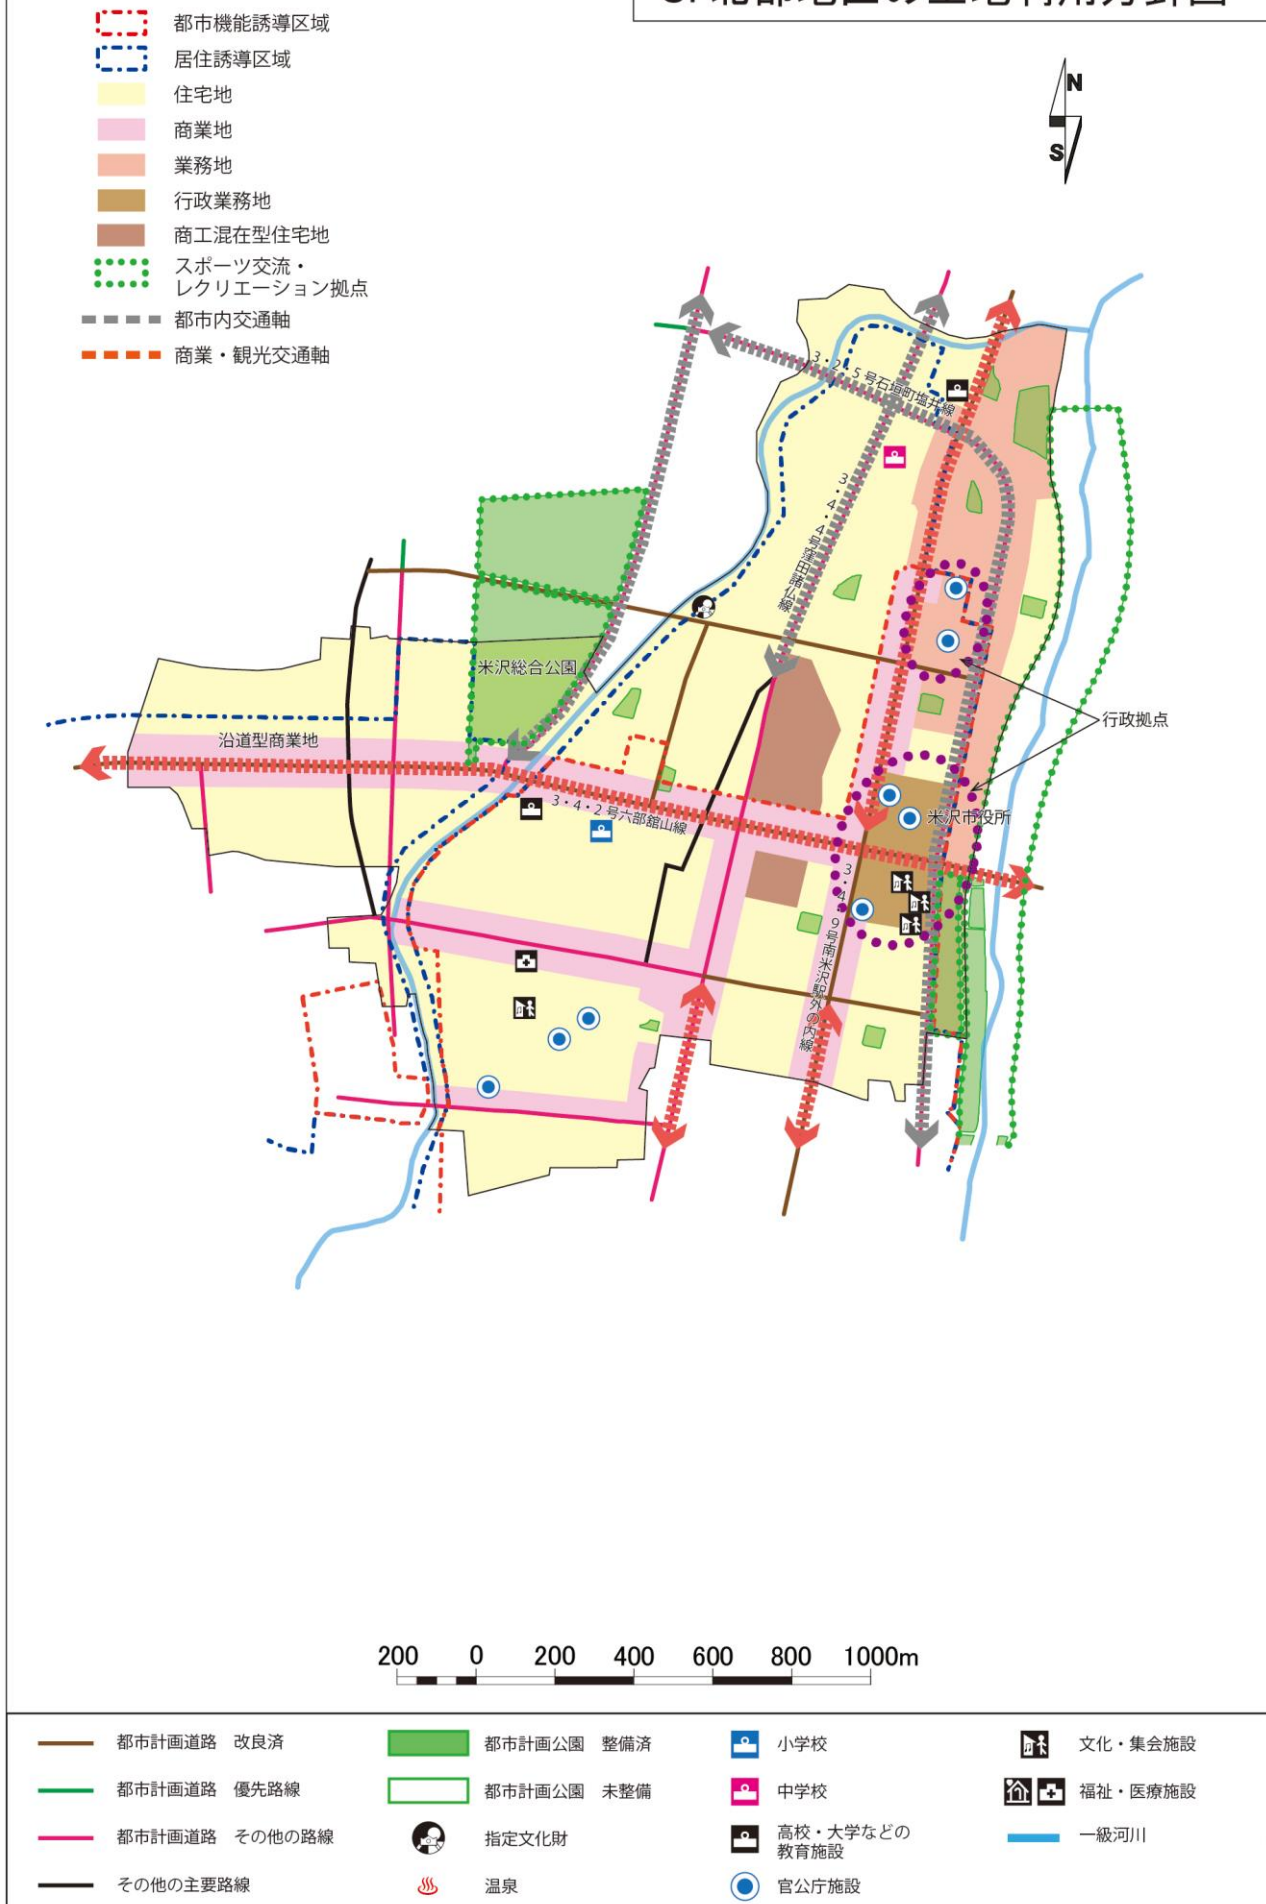 都市機能誘導区域
居住誘導区域
住宅地
商業地
業務地
行政業務地
商工混在型住宅地
スポーツ交流・
レクリエーション拠点
都市内交通軸
商業・観光交通軸
N
S
3・2・5号石垣町塩井線
3・4・4号窪田諸仏線
米沢総合公園
沿道型商業地
行政拠点
3・4・2号六部舘山線
米沢市役所
3・4・9号南米沢駅外の内線
200 0 200 400 600 800 1000m
都市計画道路 改良済
都市計画道路 優先路線
都市計画道路 その他の路線
その他の主要路線
都市計画公園 整備済
都市計画公園 未整備
指定文化財
温泉
小学校
中学校
高校・大学などの
教育施設
官公庁施設
文化・集会施設
福祉・医療施設
一級河川